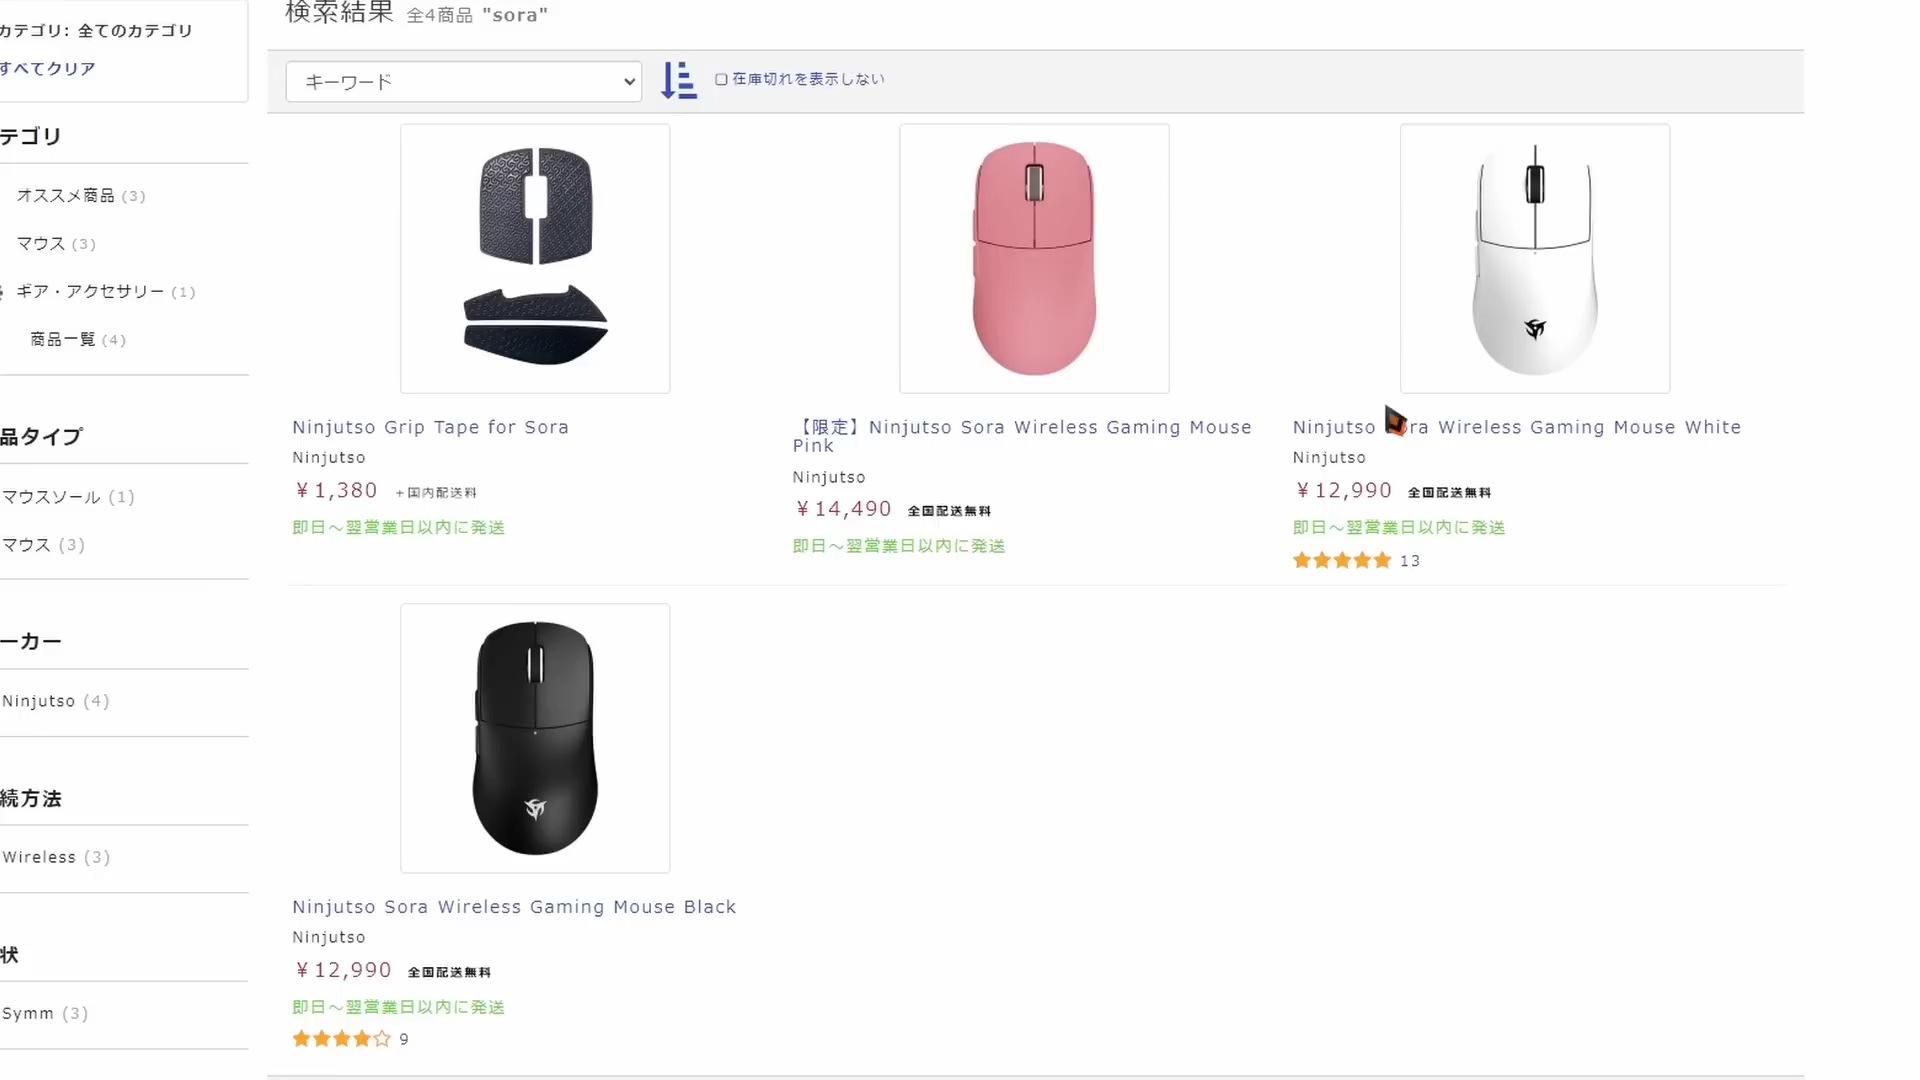 検索結果 全4商品 "sora"
カテゴリ: 全てのカテゴリ
すべてクリア
キーワード
在庫切れを表示しない
テゴリ
オススメ商品 (3)
マウス (3)
ギア・アクセサリー (1)
商品一覧 (4)
品タイプ
マウスソール (1)
マウス (3)
ーカー
Ninjutso (4)
続方法
Wireless (3)
状
Symm (3)
Ninjutso Grip Tape for Sora
Ninjutso
¥1,380 +国内配送料
即日～翌営業日以内に発送
【限定】Ninjutso Sora Wireless Gaming Mouse
Pink
Ninjutso
¥14,490 全国配送無料
即日～翌営業日以内に発送
Ninjutso Sora Wireless Gaming Mouse White
Ninjutso
¥12,990 全国配送無料
即日～翌営業日以内に発送
13
Ninjutso Sora Wireless Gaming Mouse Black
Ninjutso
¥12,990 全国配送無料
即日～翌営業日以内に発送
9